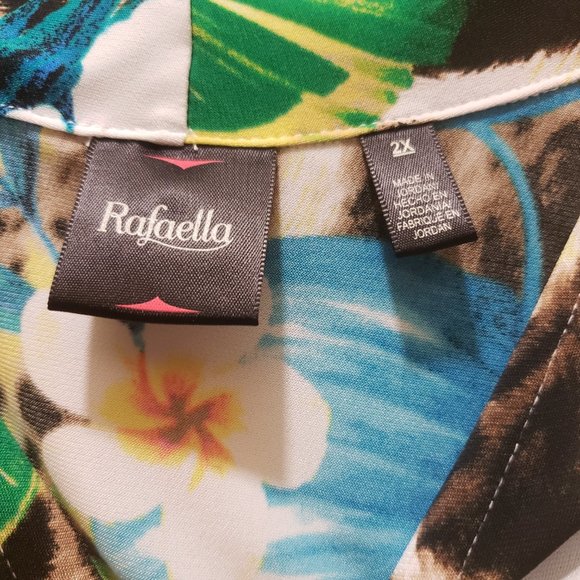 Rafaella
2X
MADE IN
JORDAN/
HECHO EN
JORDANIA/
FABRIQUE EN
JORDAN